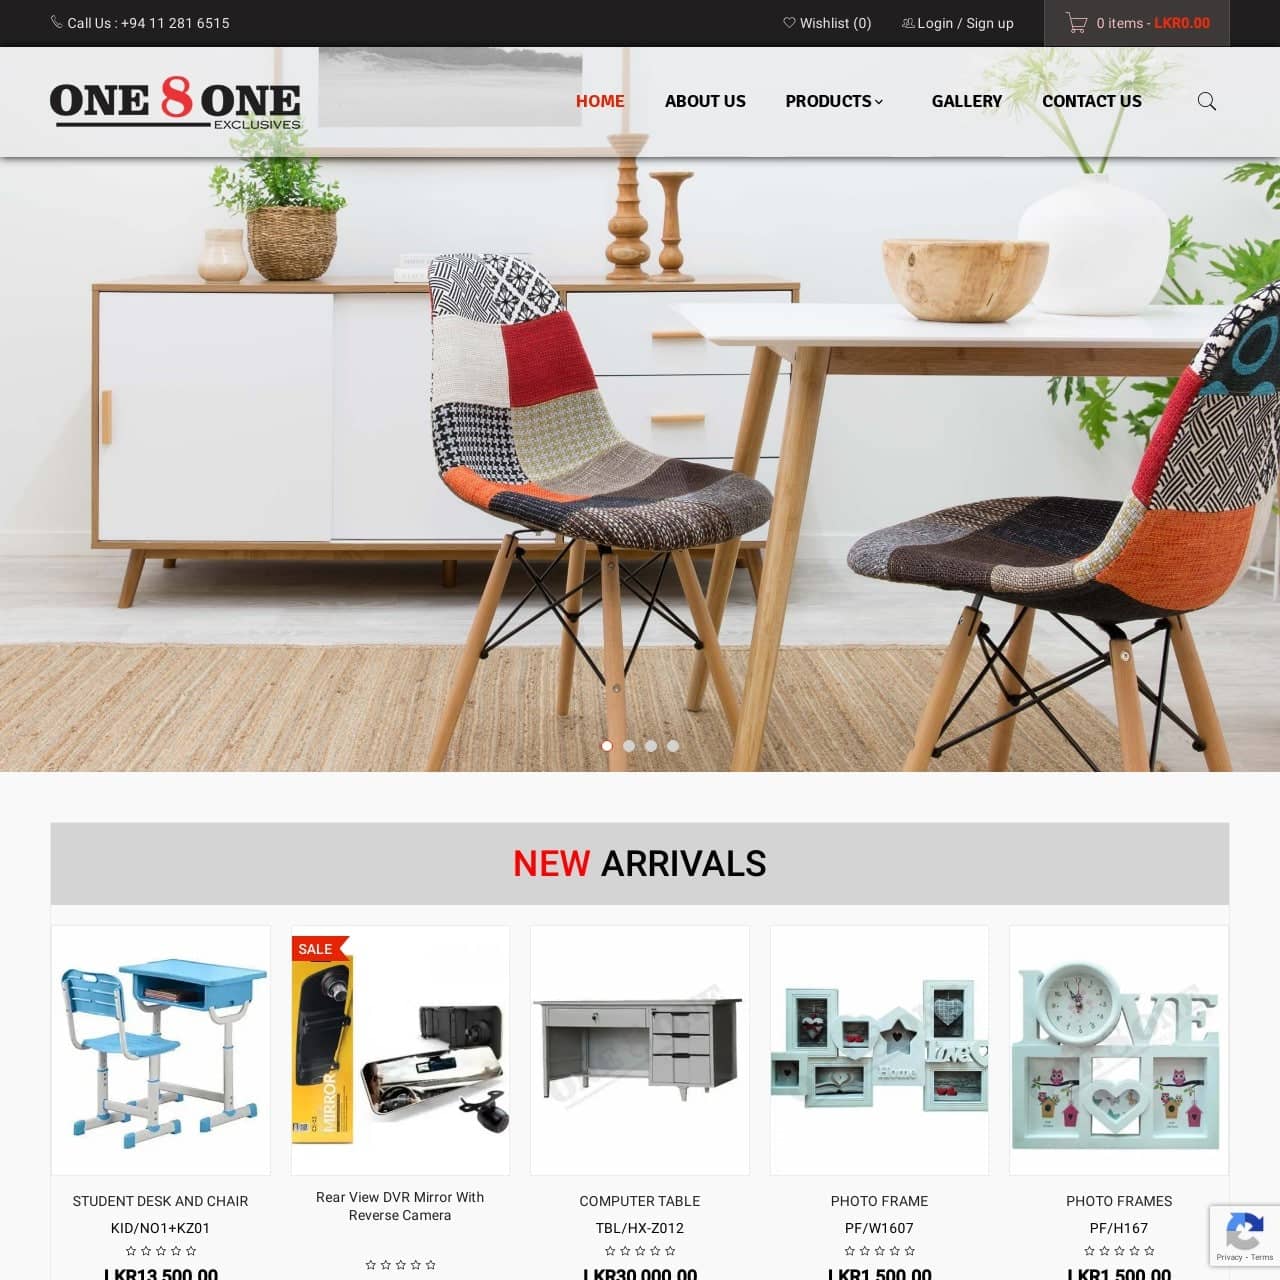 Call Us : +94 11 281 6515
Wishlist (0)
Login / Sign up
0 items - LKR0.00
ONE 8 ONE
EXCLUSIVES
HOME
ABOUT US
PRODUCTS
GALLERY
CONTACT US
NEW ARRIVALS
SALE
MIRROR
Home
LOVE
STUDENT DESK AND CHAIR
KID/NO1+KZ01
LKR13,500.00
Rear View DVR Mirror With
Reverse Camera
COMPUTER TABLE
TBL/HX-Z012
LKR30,000.00
PHOTO FRAME
PF/W1607
LKR1,500.00
PHOTO FRAMES
PF/H167
LKR1,500.00
Privacy - Terms